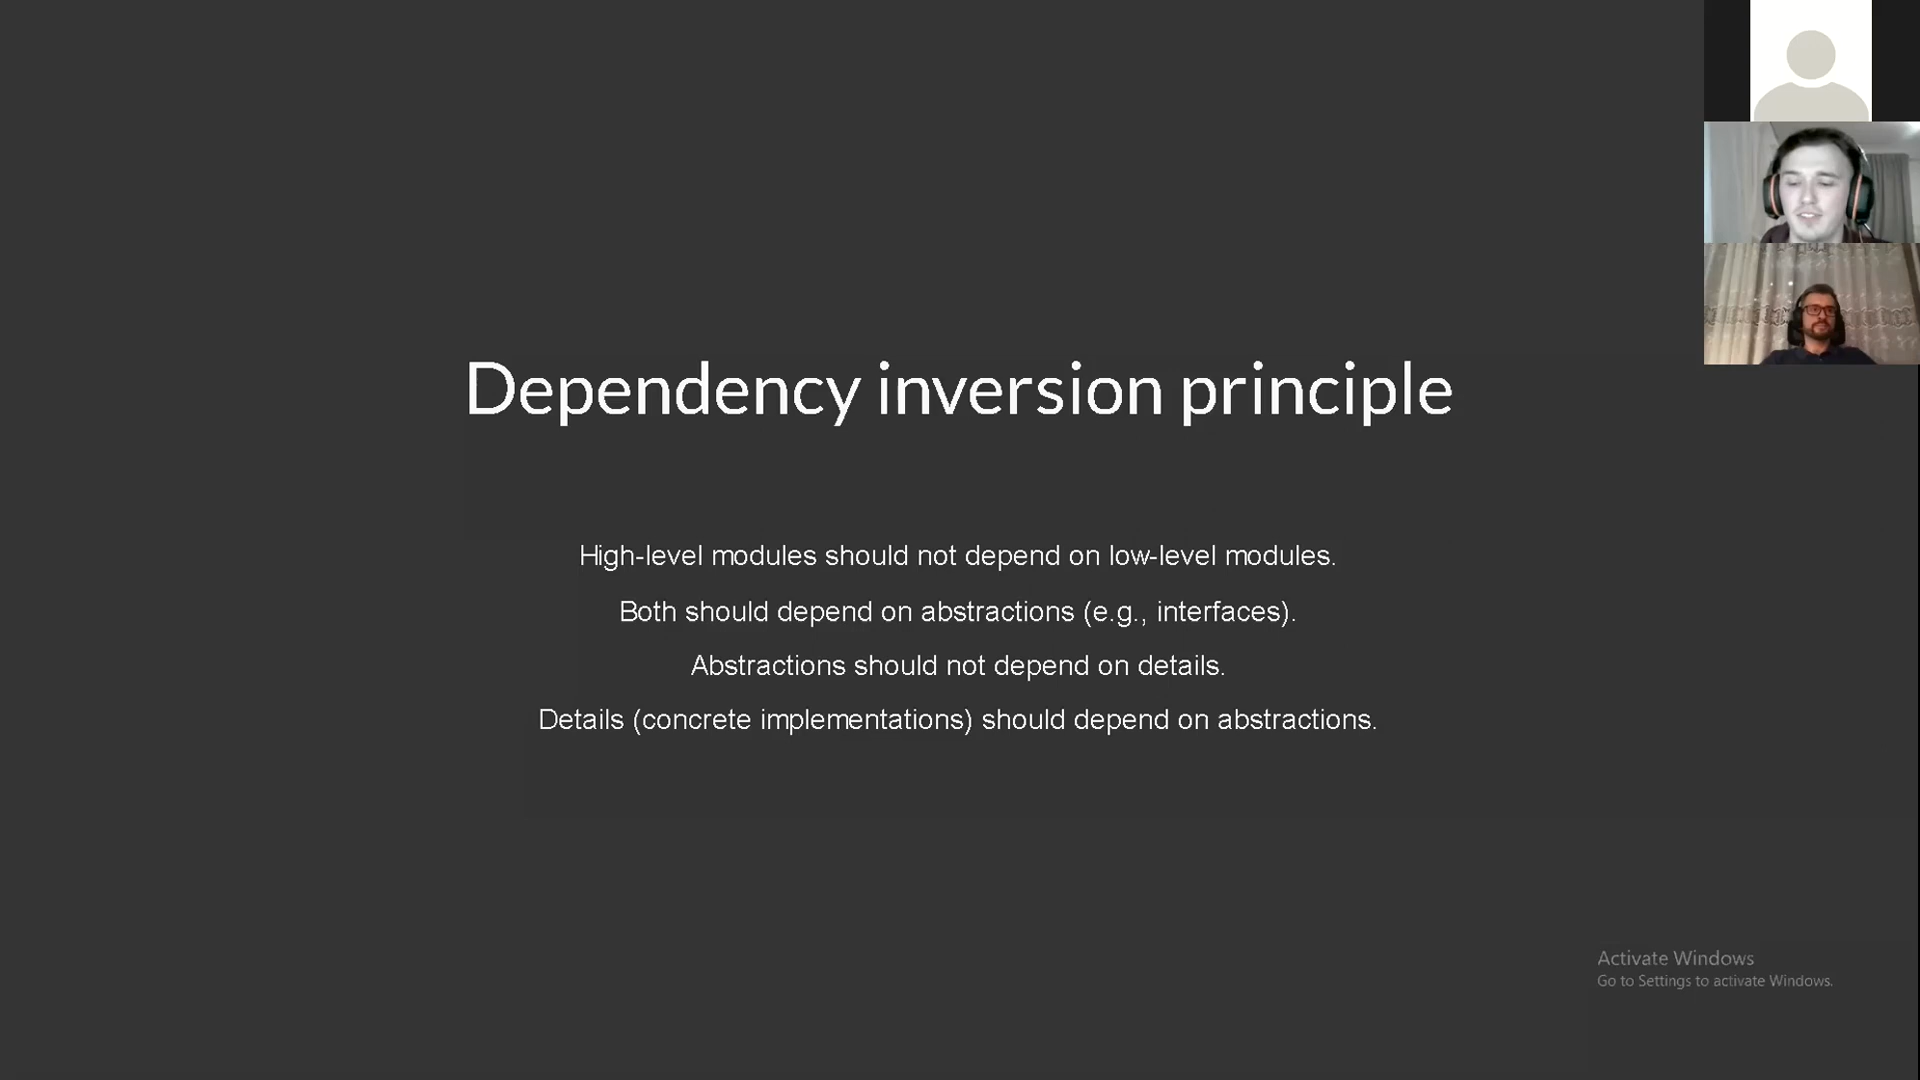 Dependency inversion principle
High-level modules should not depend on low-level modules.
Both should depend on abstractions (e.g., interfaces).
Abstractions should not depend on details.
Details (concrete implementations) should depend on abstractions.
Activate Windows
Go to Settings to activate Windows.